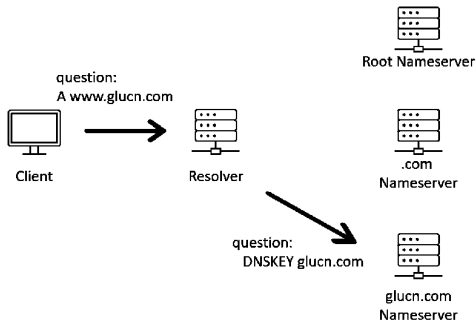 Root Nameserver
question:
A www.glucn.com
Client
Resolver
.com
Nameserver
question:
DNSKEY glucn.com
glucn.com
Nameserver